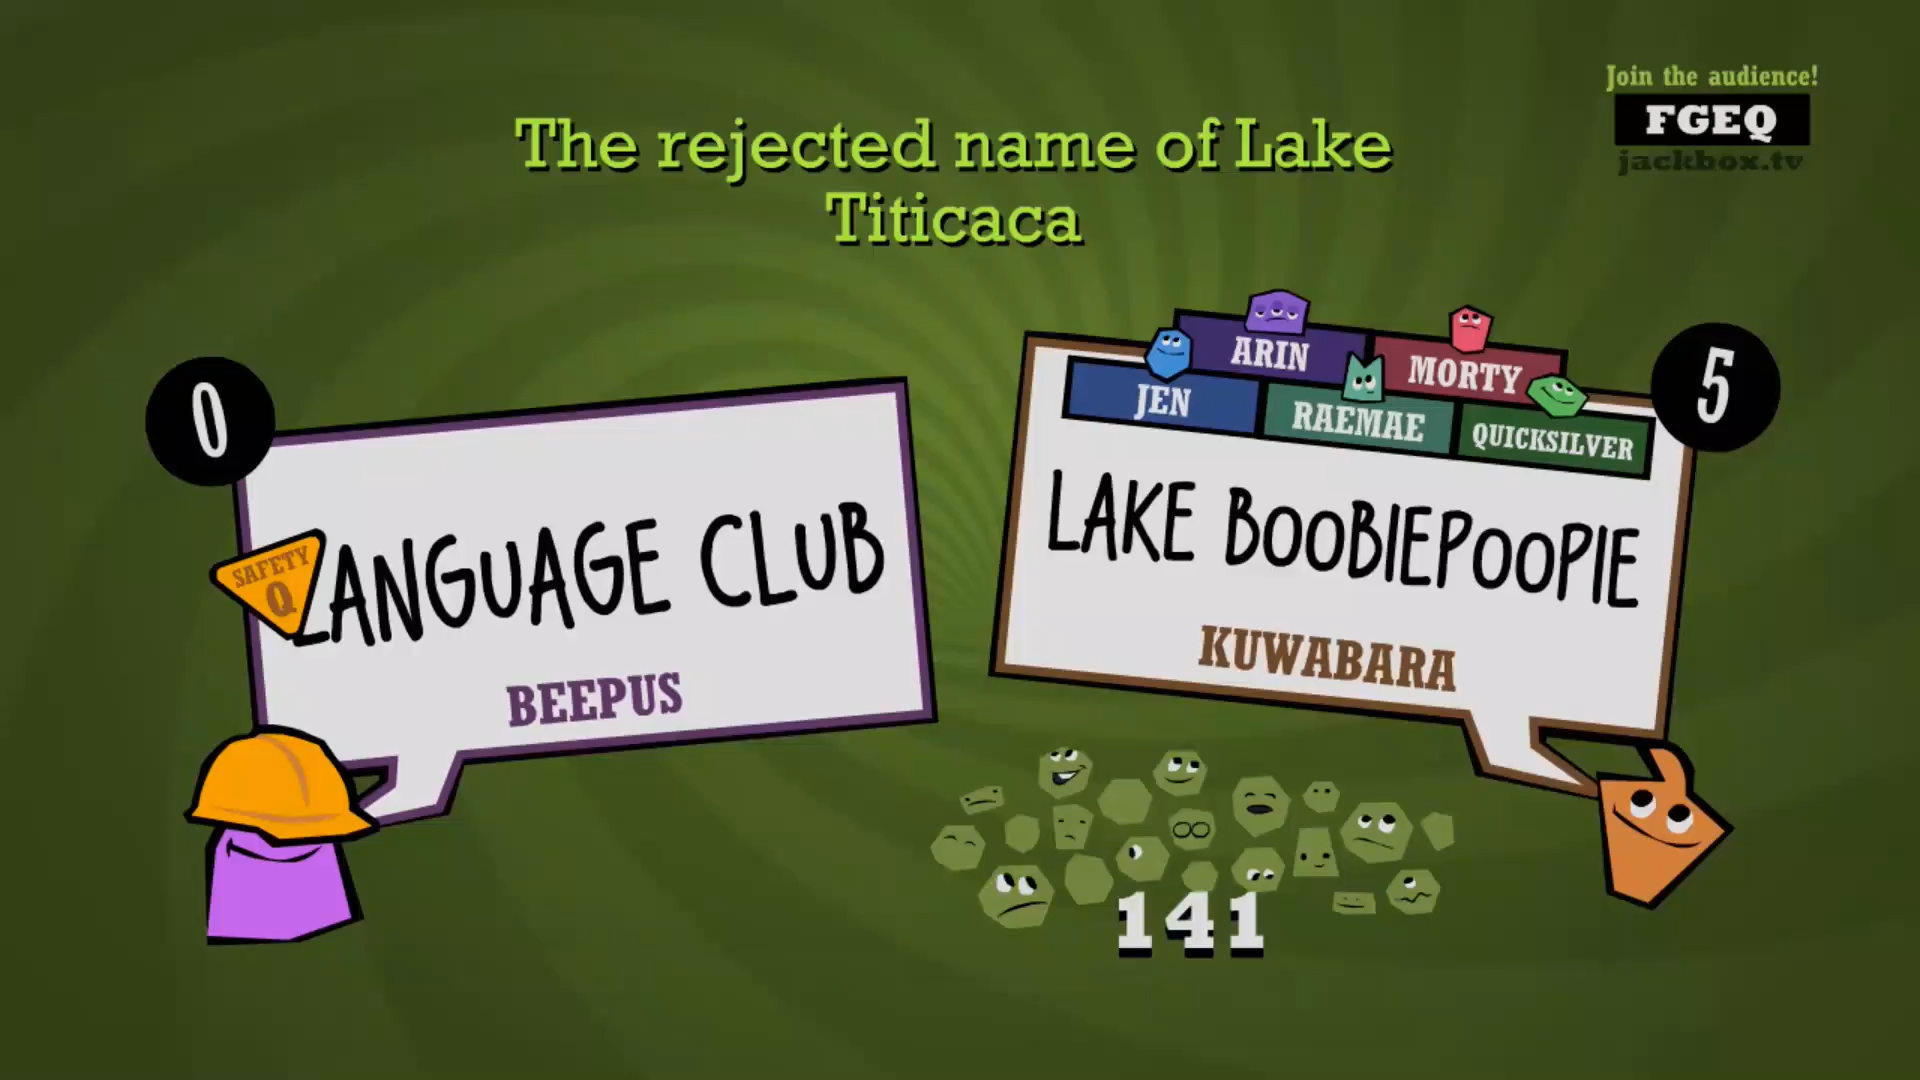 Join the audience!
FGEQ
jackbox.tv
The rejected name of Lake
Titicaca
0
SAFETY
Q
LANGUAGE CLUB
BEEPUS
ARIN
MORTY
JEN
RAEMAE
QUICKSILVER
5
LAKE BOOBIEPOOPIE
KUWABARA
141